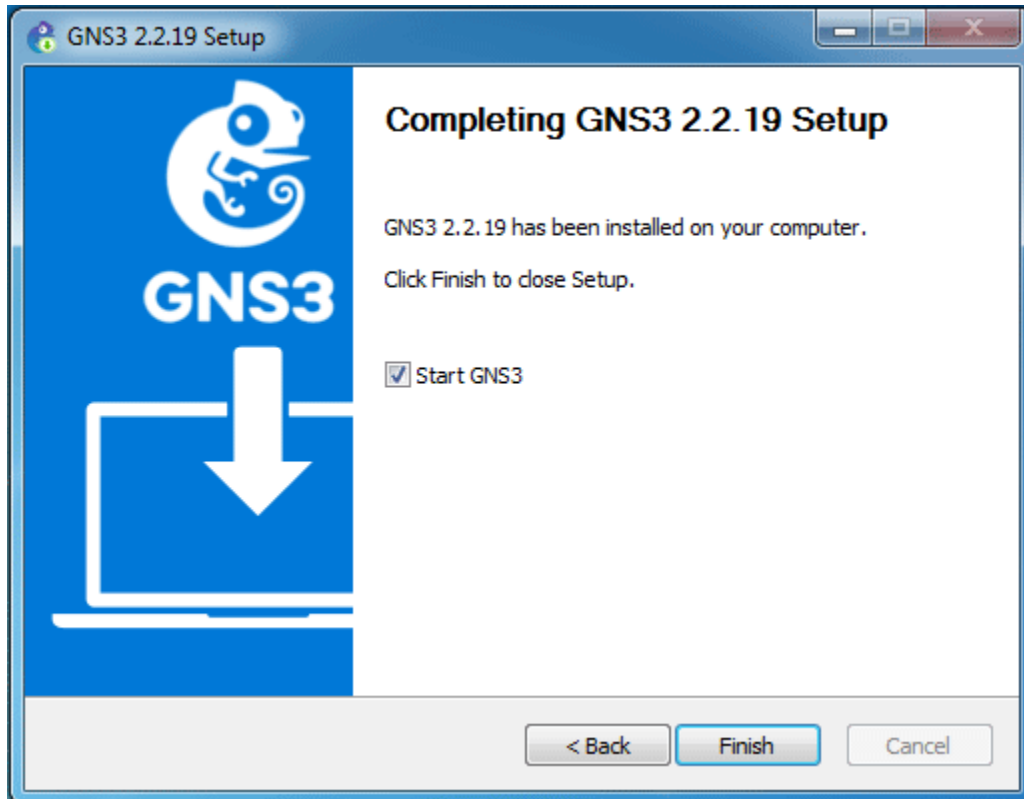 GNS3 2.2.19 Setup
GNS3
Completing GNS3 2.2.19 Setup
GNS3 2.2.19 has been installed on your computer.
Click Finish to close Setup.
Start GNS3
< Back
Finish
Cancel